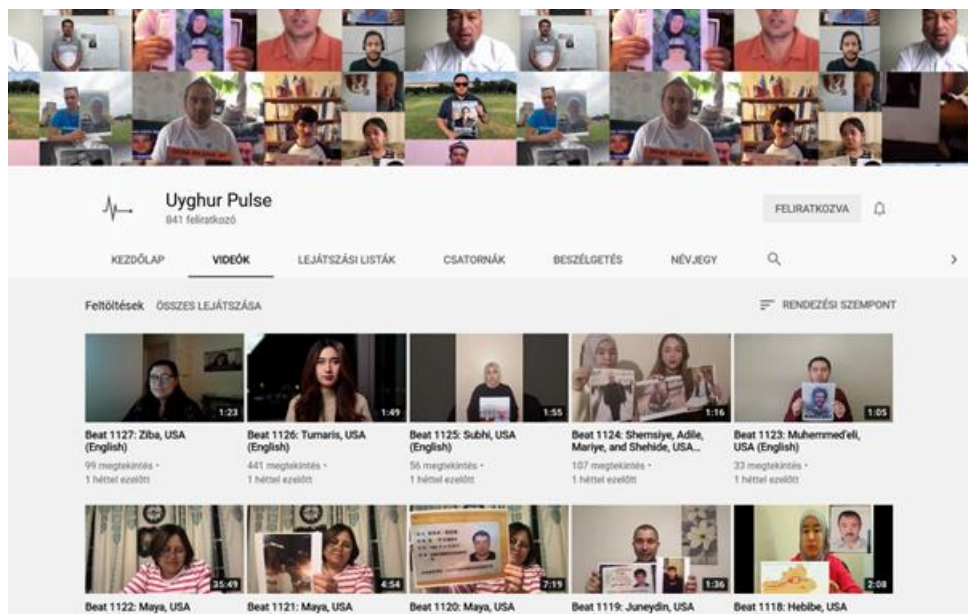 Uyghur Pulse
841 feliratkozó
FELIRATKOZVA
KEZDŐLAP VIDEÓK LEJÁTSZÁSI LISTÁK CSATORNÁK BESZÉLGETÉS NÉVJEGY
Feltöltések ÖSSZES LEJÁTSZÁSA
RENDEZÉSI SZEMPONT
1:23
Beat 1127: Ziba, USA
(English)
99 megtekintés •
1 héttel ezelőtt
1:49
Beat 1126: Tumaris, USA
(English)
441 megtekintés •
1 héttel ezelőtt
1:55
Beat 1125: Subhi, USA
(English)
56 megtekintés •
1 héttel ezelőtt
1:16
Beat 1124: Shemsiye, Adile,
Mariye, and Shehide, USA...
107 megtekintés •
1 héttel ezelőtt
1:05
Beat 1123: Muhemmed'eli,
USA (English)
33 megtekintés •
1 héttel ezelőtt
35:49
Beat 1122: Maya, USA
4:54
Beat 1121: Maya, USA
7:19
Beat 1120: Maya, USA
1:36
Beat 1119: Juneydin, USA
2:08
Beat 1118: Hebibe, USA